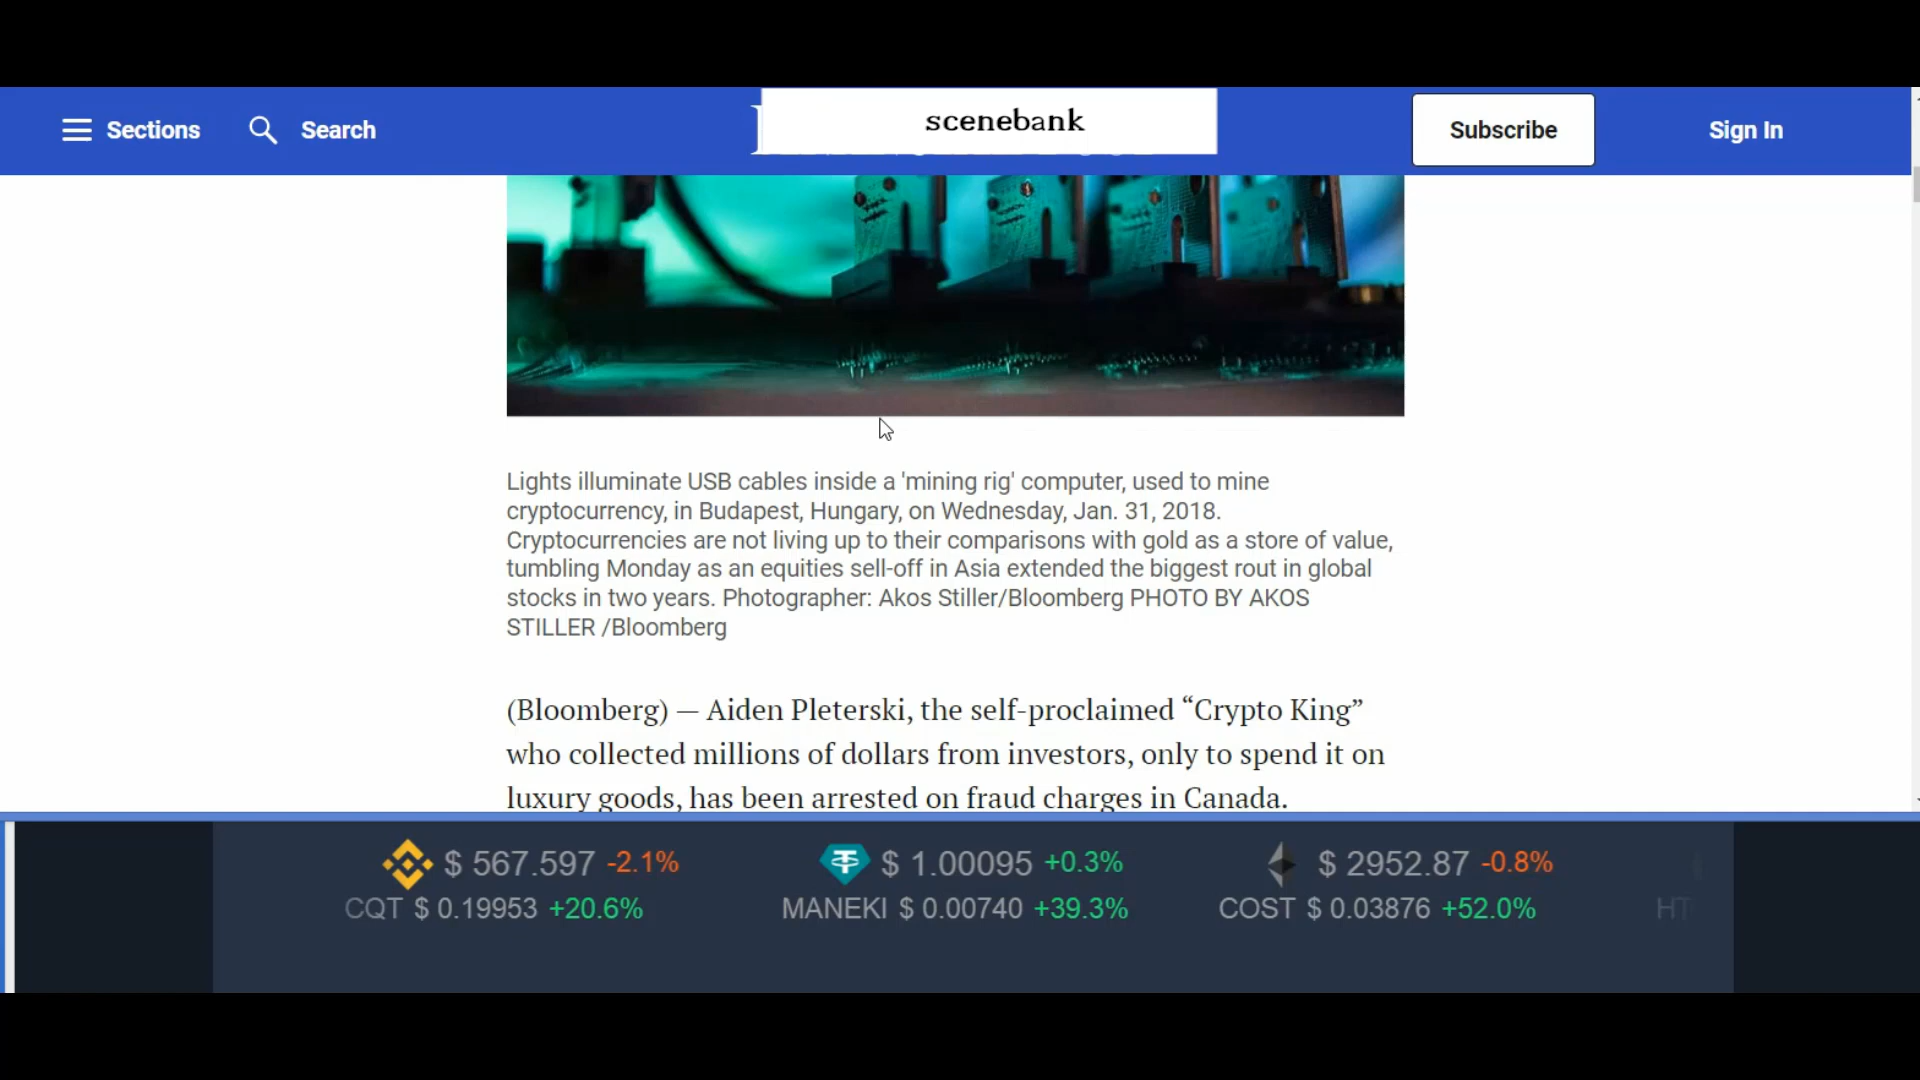 Sections
Search
scenebank
Subscribe
Sign In
Lights illuminate USB cables inside a 'mining rig' computer, used to mine
cryptocurrency, in Budapest, Hungary, on Wednesday, Jan. 31, 2018.
Cryptocurrencies are not living up to their comparisons with gold as a store of value,
tumbling Monday as an equities sell-off in Asia extended the biggest rout in global
stocks in two years. Photographer: Akos Stiller/Bloomberg PHOTO BY AKOS
STILLER /Bloomberg
(Bloomberg) — Aiden Pleterski, the self-proclaimed “Crypto King”
who collected millions of dollars from investors, only to spend it on
luxury goods, has been arrested on fraud charges in Canada.
$ 567.597 -2.1%
$ 1.00095 +0.3%
$ 2952.87 -0.8%
CQT $ 0.19953 +20.6%
MANEKI $ 0.00740 +39.3%
COST $ 0.03876 +52.0%
HT